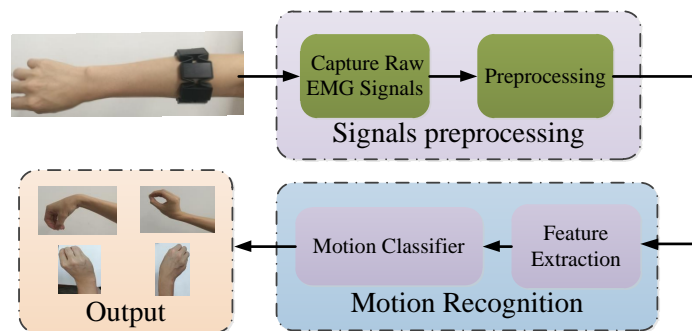 Capture Raw
EMG Signals
Preprocessing
Signals preprocessing
Feature
Extraction
Motion Classifier
Motion Recognition
Output